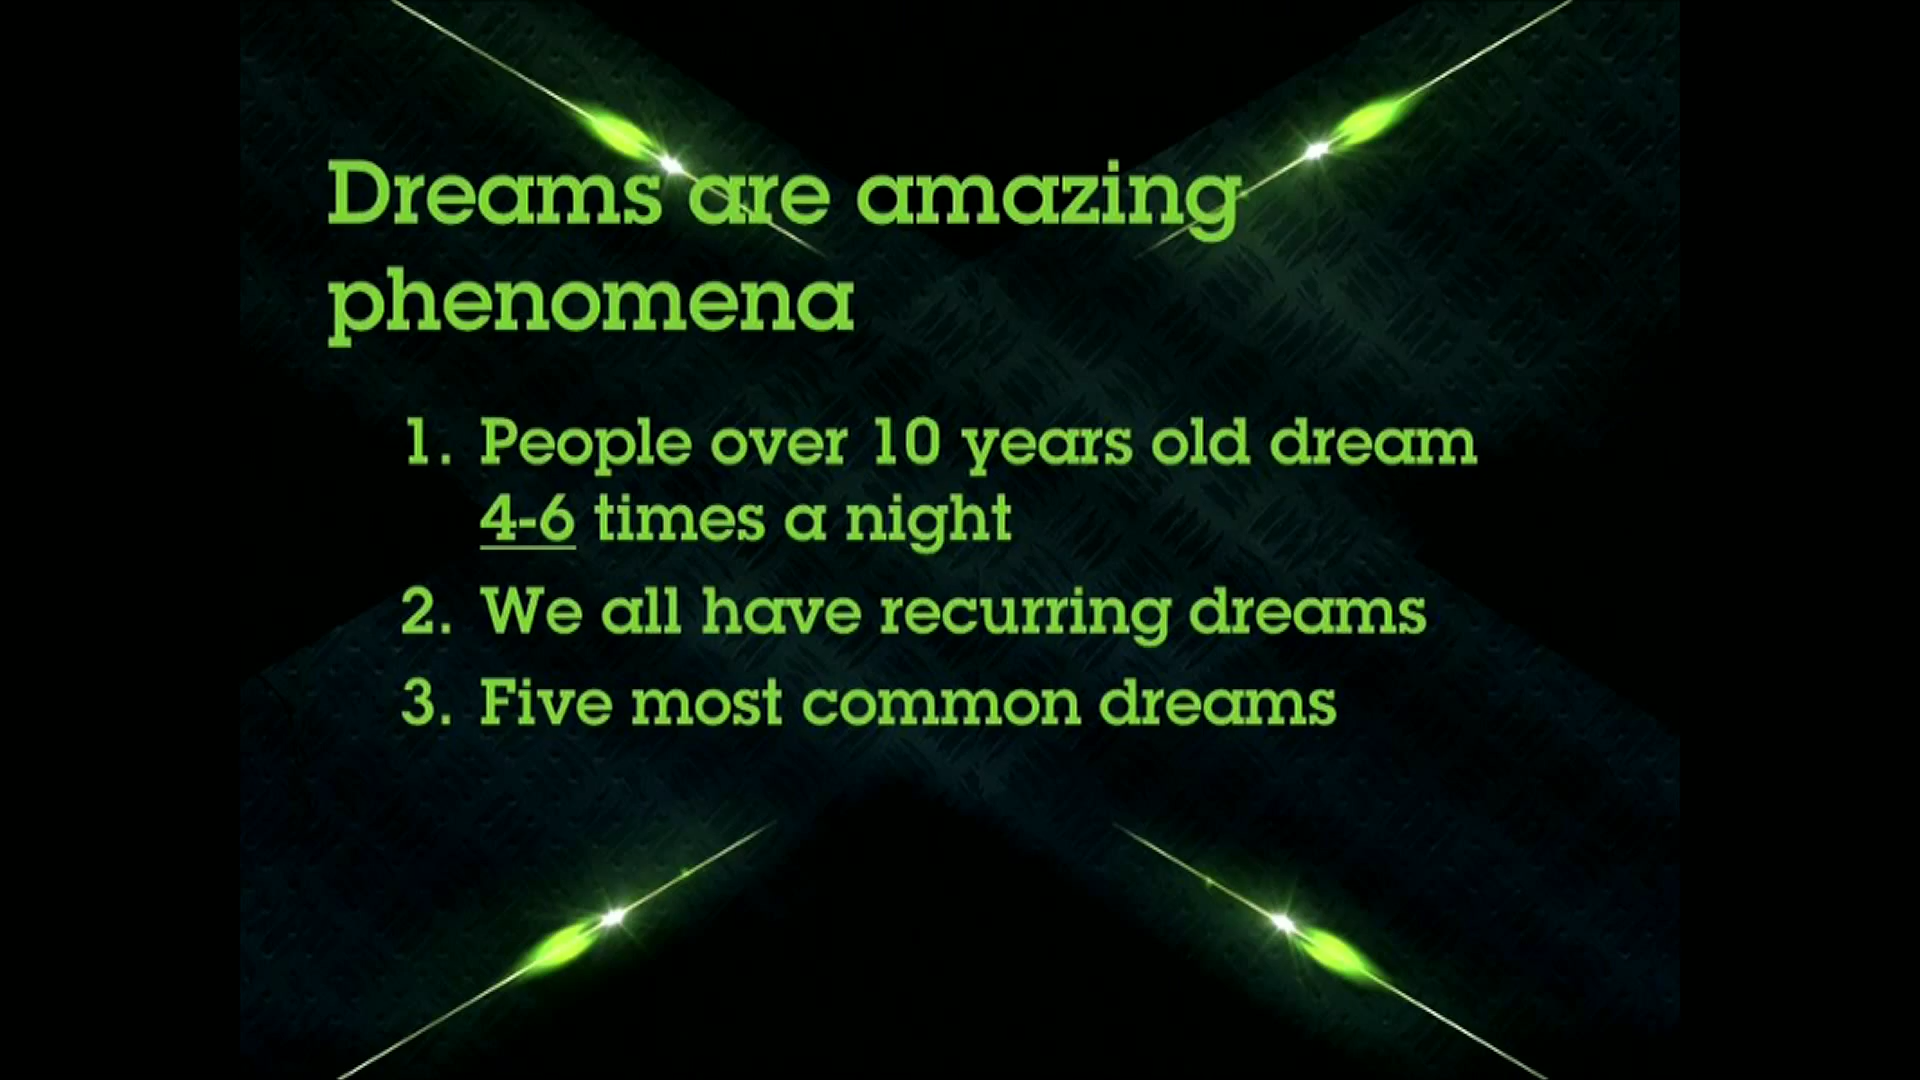 Dreams are amazing
phenomena
1. People over 10 years old dream
4-6 times a night
2. We all have recurring dreams
3. Five most common dreams